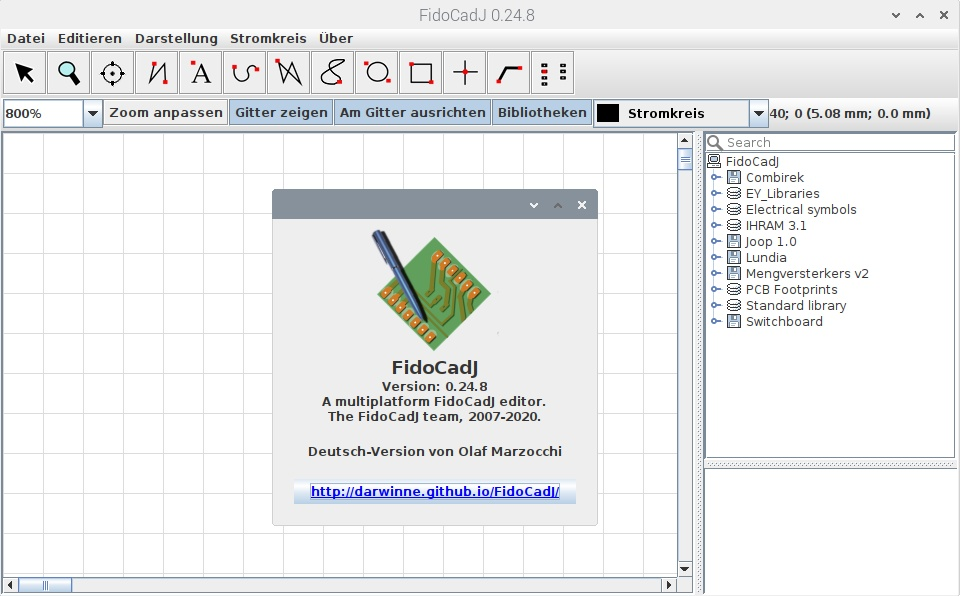 FidoCadJ 0.24.8
Datei Editieren Darstellung Stromkreis Über
A
800% Zoom anpassen Gitter zeigen Am Gitter ausrichten Bibliotheken Stromkreis 40; 0 (5.08 mm; 0.0 mm)
Search
FidoCadJ
Combirek
EY_Libraries
Electrical symbols
IHRAM 3.1
Joop 1.0
Lundia
Mengversterkers v2
PCB Footprints
Standard library
Switchboard
FidoCadJ
Version: 0.24.8
A multiplatform FidoCadJ editor.
The FidoCadJ team, 2007-2020.
Deutsch-Version von Olaf Marzocchi
http://darwinne.github.io/FidoCadJ/